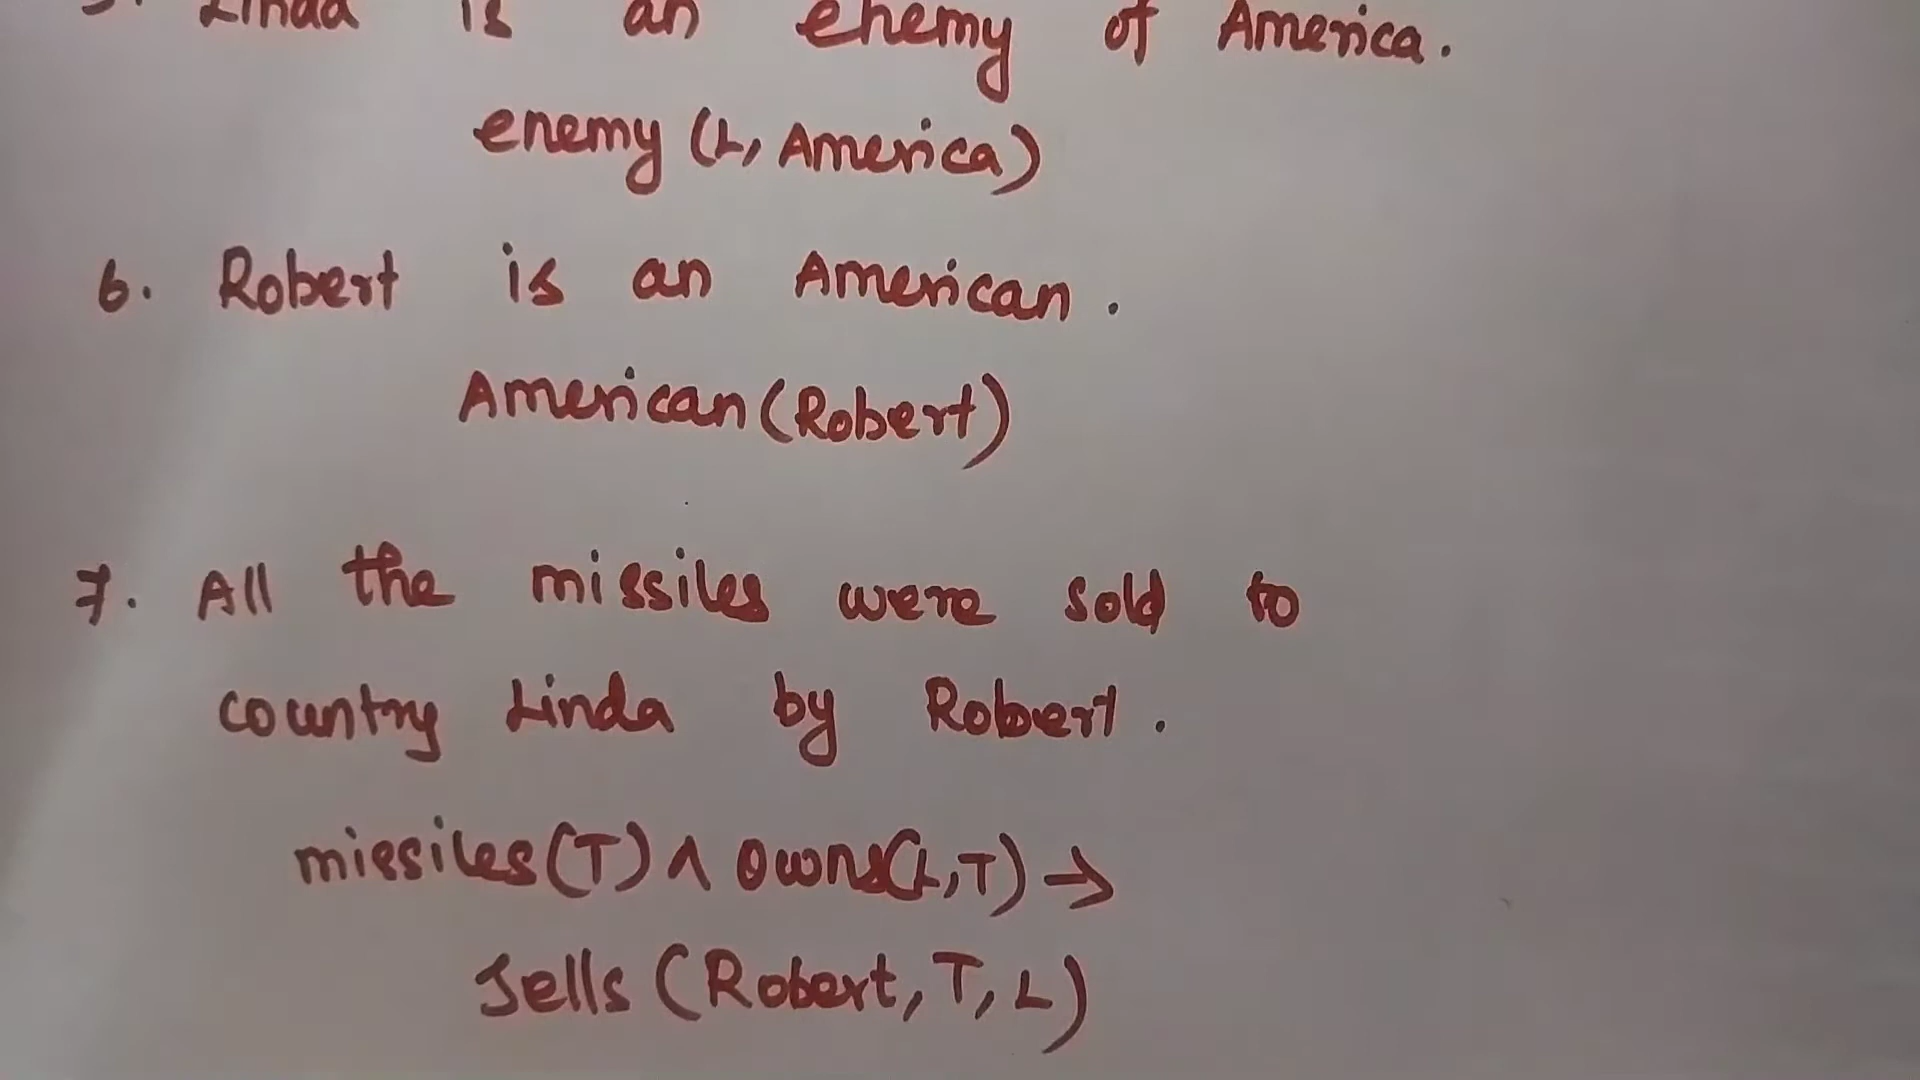 5. Linda is an enemy of America.
enemy (L, America)
6. Robert is an American.
American (Robert)
7. All the missiles were sold to
country Linda by Robert.
missiles(T) ∧ Owns(L,T) →
Sells (Robert, T, L)